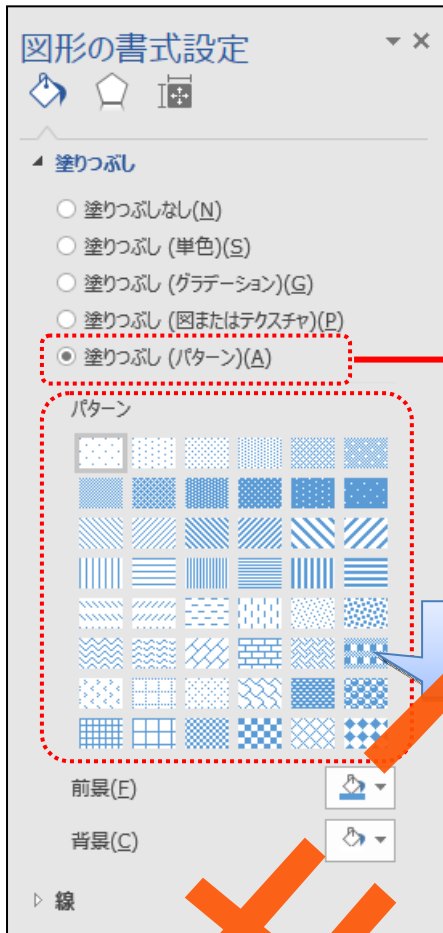 図形の書式設定
塗りつぶし
塗りつぶしなし(N)
塗りつぶし (単色)(S)
塗りつぶし (グラデーション)(G)
塗りつぶし (図またはテクスチャ)(P)
塗りつぶし (パターン)(A)
パターン
前景(F)
背景(C)
線